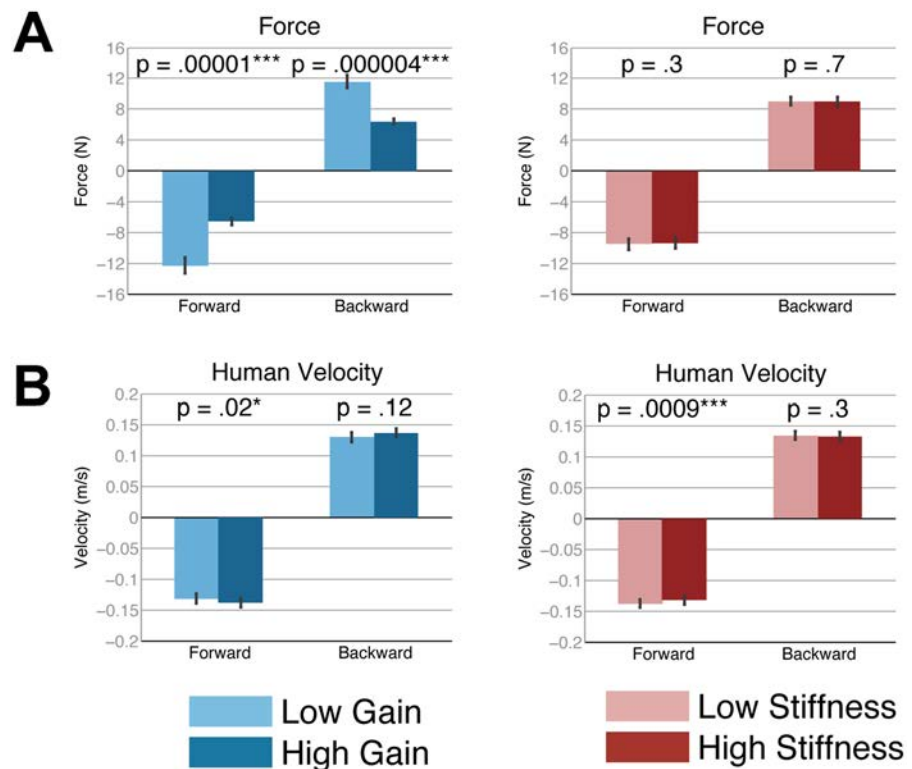 A
Force
p = .00001*** p = .000004***
16
12
8
4
0
−4
−8
−12
−16
Force (N)
Forward Backward
Force
p = .3 p = .7
16
12
8
4
0
−4
−8
−12
−16
Force (N)
Forward Backward
B
Human Velocity
p = .02* p = .12
0.2
0.15
0.1
0.05
0
−0.05
−0.1
−0.15
−0.2
Velocity (m/s)
Forward Backward
Human Velocity
p = .0009*** p = .3
0.2
0.15
0.1
0.05
0
−0.05
−0.1
−0.15
−0.2
Velocity (m/s)
Forward Backward
Low Gain
High Gain
Low Stiffness
High Stiffness